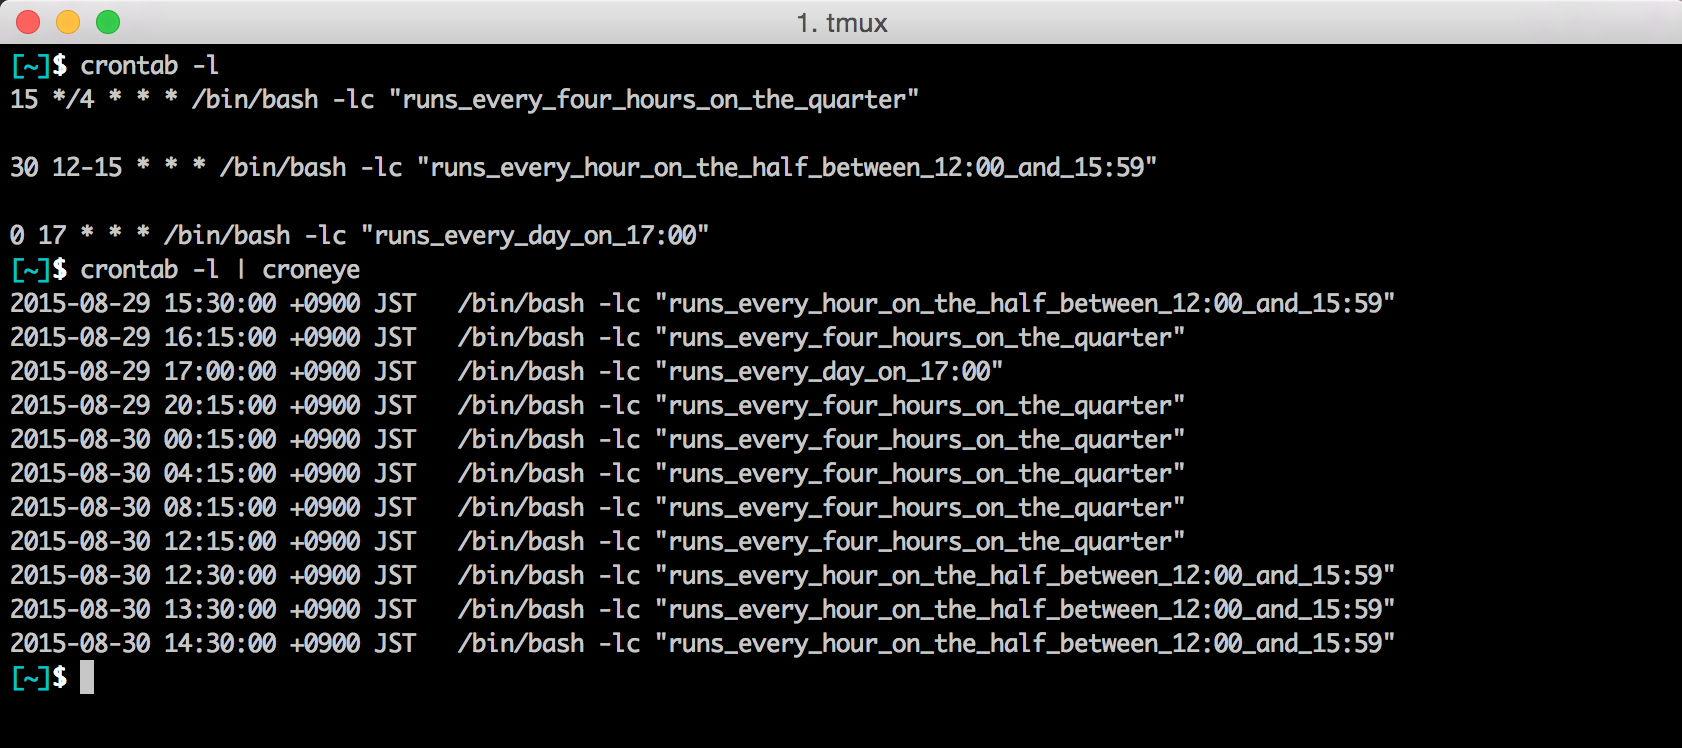 1. tmux
[~]$ crontab -l
15 */4 * * * /bin/bash -lc "runs_every_four_hours_on_the_quarter"
30 12-15 * * * /bin/bash -lc "runs_every_hour_on_the_half_between_12:00_and_15:59"
0 17 * * * /bin/bash -lc "runs_every_day_on_17:00"
[~]$ crontab -l | croneye
2015-08-29 15:30:00 +0900 JST   /bin/bash -lc "runs_every_hour_on_the_half_between_12:00_and_15:59"
2015-08-29 16:15:00 +0900 JST   /bin/bash -lc "runs_every_four_hours_on_the_quarter"
2015-08-29 17:00:00 +0900 JST   /bin/bash -lc "runs_every_day_on_17:00"
2015-08-29 20:15:00 +0900 JST   /bin/bash -lc "runs_every_four_hours_on_the_quarter"
2015-08-30 00:15:00 +0900 JST   /bin/bash -lc "runs_every_four_hours_on_the_quarter"
2015-08-30 04:15:00 +0900 JST   /bin/bash -lc "runs_every_four_hours_on_the_quarter"
2015-08-30 08:15:00 +0900 JST   /bin/bash -lc "runs_every_four_hours_on_the_quarter"
2015-08-30 12:15:00 +0900 JST   /bin/bash -lc "runs_every_four_hours_on_the_quarter"
2015-08-30 12:30:00 +0900 JST   /bin/bash -lc "runs_every_hour_on_the_half_between_12:00_and_15:59"
2015-08-30 13:30:00 +0900 JST   /bin/bash -lc "runs_every_hour_on_the_half_between_12:00_and_15:59"
2015-08-30 14:30:00 +0900 JST   /bin/bash -lc "runs_every_hour_on_the_half_between_12:00_and_15:59"
[~]$